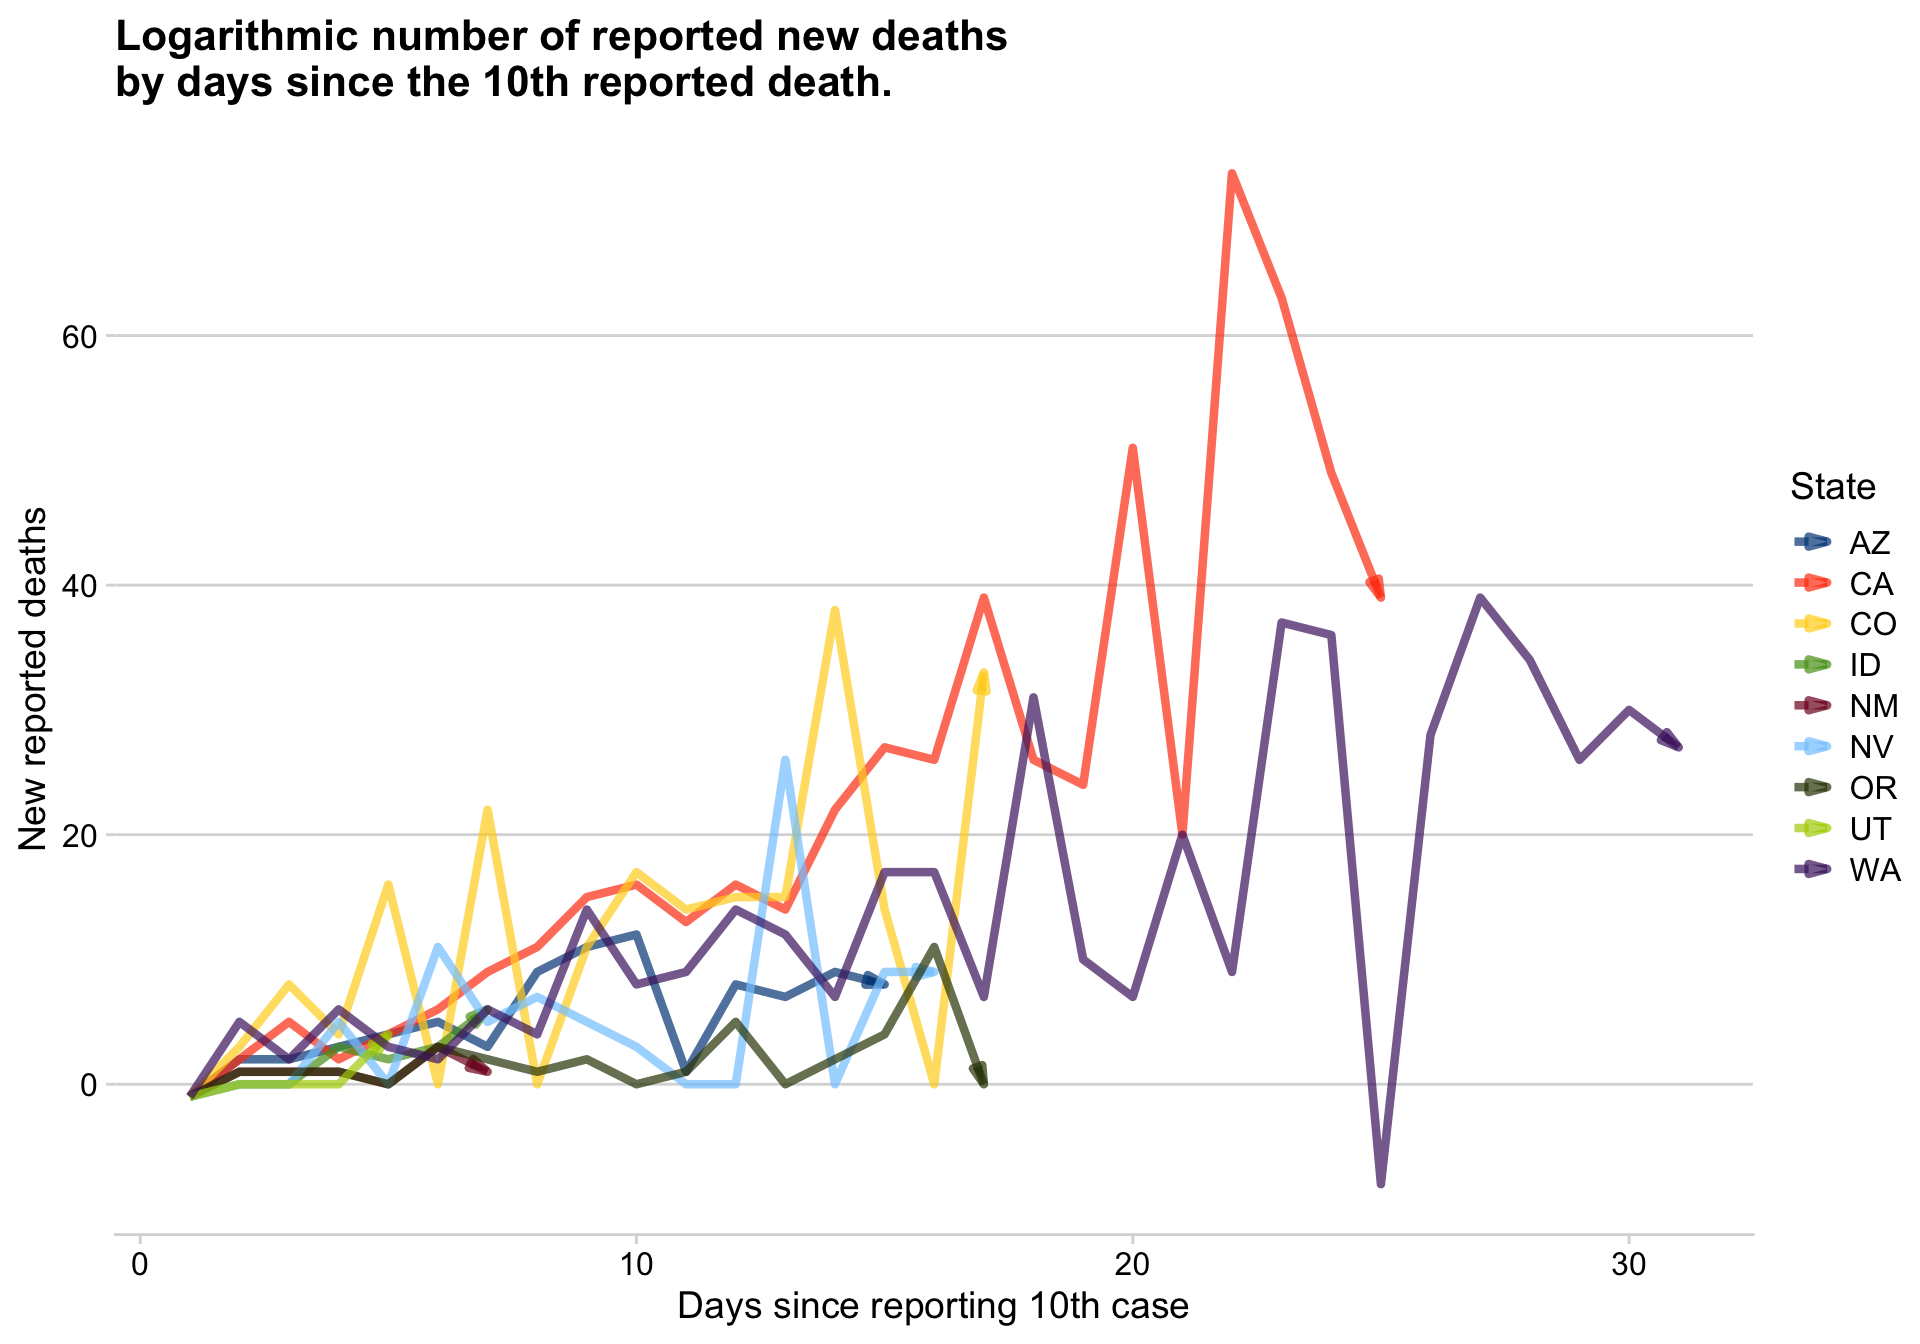 Logarithmic number of reported new deaths
by days since the 10th reported death.
New reported deaths
60
40
20
0
0
10
20
30
Days since reporting 10th case
State
AZ
CA
CO
ID
NM
NV
OR
UT
WA